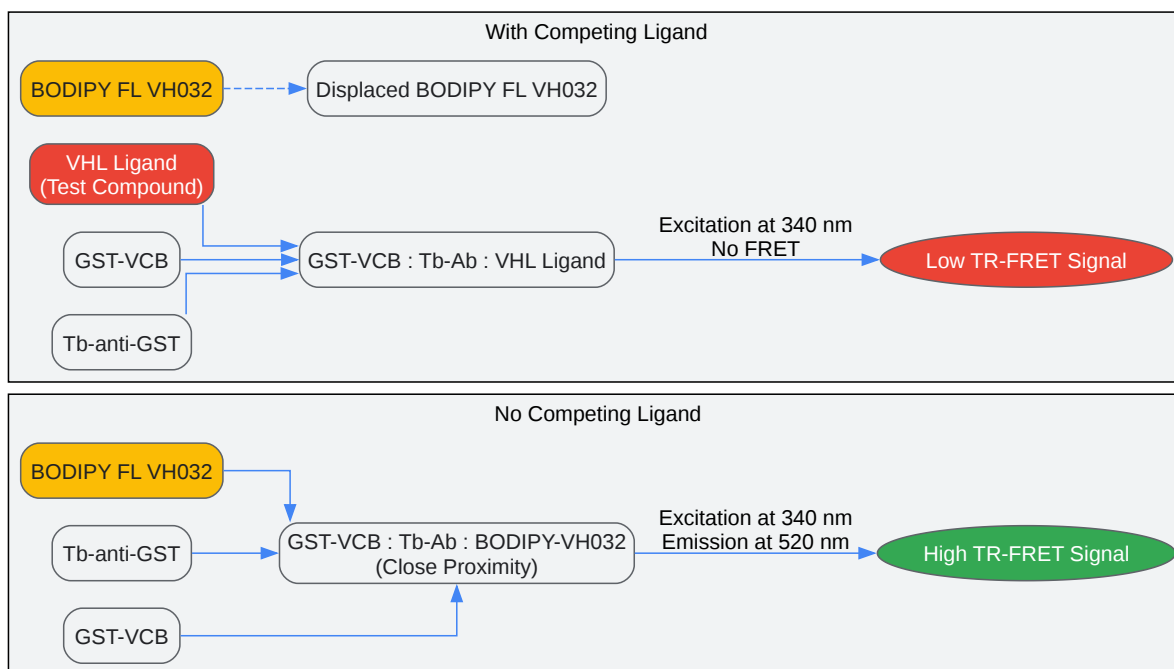 With Competing Ligand
BODIPY FL VH032
Displaced BODIPY FL VH032
VHL Ligand
(Test Compound)
GST-VCB
Tb-anti-GST
GST-VCB : Tb-Ab : VHL Ligand
Excitation at 340 nm
No FRET
Low TR-FRET Signal
No Competing Ligand
BODIPY FL VH032
Tb-anti-GST
GST-VCB
GST-VCB : Tb-Ab : BODIPY-VH032
(Close Proximity)
Excitation at 340 nm
Emission at 520 nm
High TR-FRET Signal